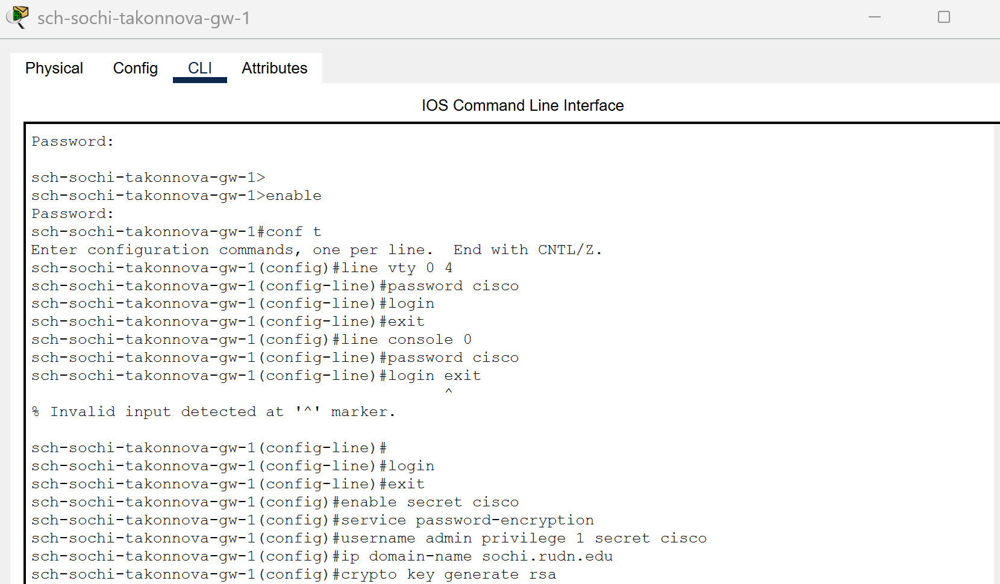 sch-sochi-takonnova-gw-1
Physical Config CLI Attributes
IOS Command Line Interface
Password:
sch-sochi-takonnova-gw-1>
sch-sochi-takonnova-gw-1>enable
Password:
sch-sochi-takonnova-gw-1#conf t
Enter configuration commands, one per line.  End with CNTL/Z.
sch-sochi-takonnova-gw-1(config)#line vty 0 4
sch-sochi-takonnova-gw-1(config-line)#password cisco
sch-sochi-takonnova-gw-1(config-line)#login
sch-sochi-takonnova-gw-1(config-line)#exit
sch-sochi-takonnova-gw-1(config)#line console 0
sch-sochi-takonnova-gw-1(config-line)#password cisco
sch-sochi-takonnova-gw-1(config-line)#login exit
^
% Invalid input detected at '^' marker.
sch-sochi-takonnova-gw-1(config-line)#
sch-sochi-takonnova-gw-1(config-line)#login
sch-sochi-takonnova-gw-1(config-line)#exit
sch-sochi-takonnova-gw-1(config)#enable secret cisco
sch-sochi-takonnova-gw-1(config)#service password-encryption
sch-sochi-takonnova-gw-1(config)#username admin privilege 1 secret cisco
sch-sochi-takonnova-gw-1(config)#ip domain-name sochi.rudn.edu
sch-sochi-takonnova-gw-1(config)#crypto key generate rsa